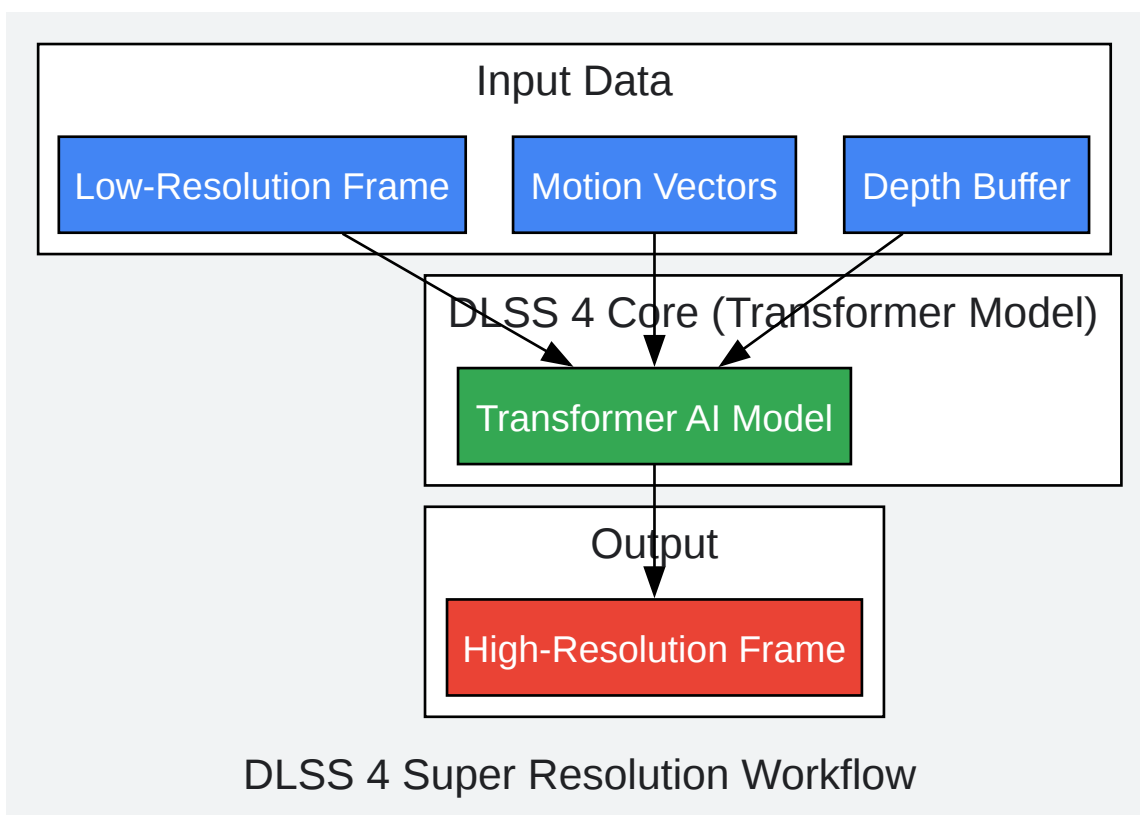 Input Data
Low-Resolution Frame
Motion Vectors
Depth Buffer
DLSS 4 Core (Transformer Model)
Transformer AI Model
Output
High-Resolution Frame
DLSS 4 Super Resolution Workflow